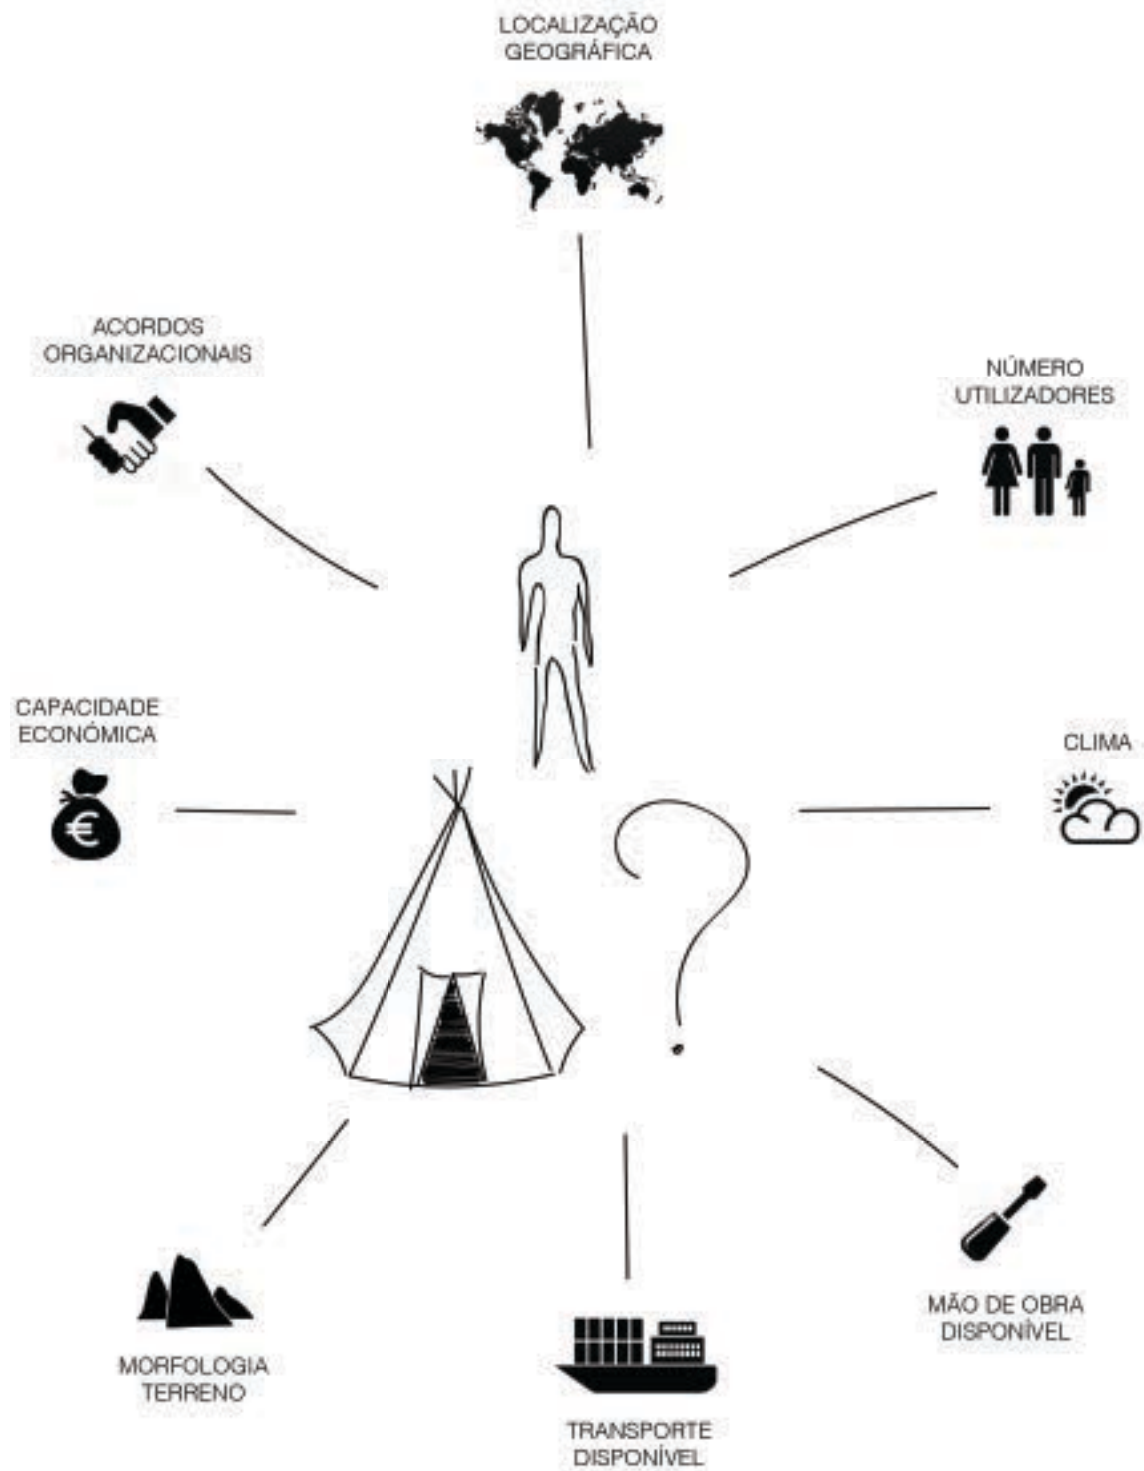 LOCALIZAÇÃO
GEOGRÁFICA
ACORDOS
ORGANIZACIONAIS
NÚMERO
UTILIZADORES
CAPACIDADE
ECONÓMICA
€
CLIMA
MÃO DE OBRA
DISPONÍVEL
MORFOLOGIA
TERRENO
TRANSPORTE
DISPONÍVEL